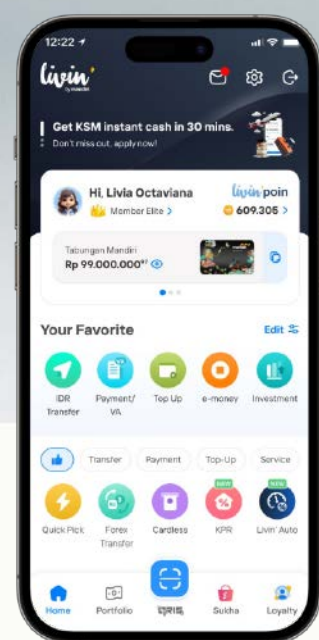 12:22
livin'
by mandiri
Get KSM instant cash in 30 mins.
Don't miss out, apply now!
Hi, Livia Octaviana
Member Elite >
livin'poin
609.305 >
Tabungan Mandiri
Rp 99.000.000
Your Favorite
Edit
IDR Transfer
Payment/ VA
Top Up
e-money
Investment
Transfer
Payment
Top-Up
Service
NEW
NEW
Quick Pick
Forex Transfer
Cardless
KPR
Livin' Auto
Home
Portfolio
QRIS
Sukha
Loyalty